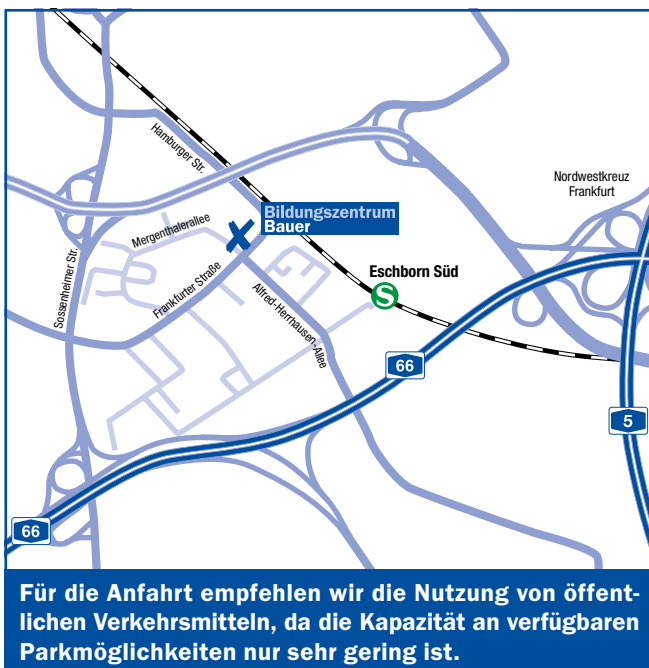 Hamburger Str.
Nordwestkreuz
Frankfurt
Bildungszentrum
Bauer
Mergenthalerallee
Sossenheimer Str.
Frankfurter Straße
Eschborn Süd
S
Alfred-Herrhausen-Allee
66
5
66
Für die Anfahrt empfehlen wir die Nutzung von öffent-
lichen Verkehrsmitteln, da die Kapazität an verfügbaren
Parkmöglichkeiten nur sehr gering ist.